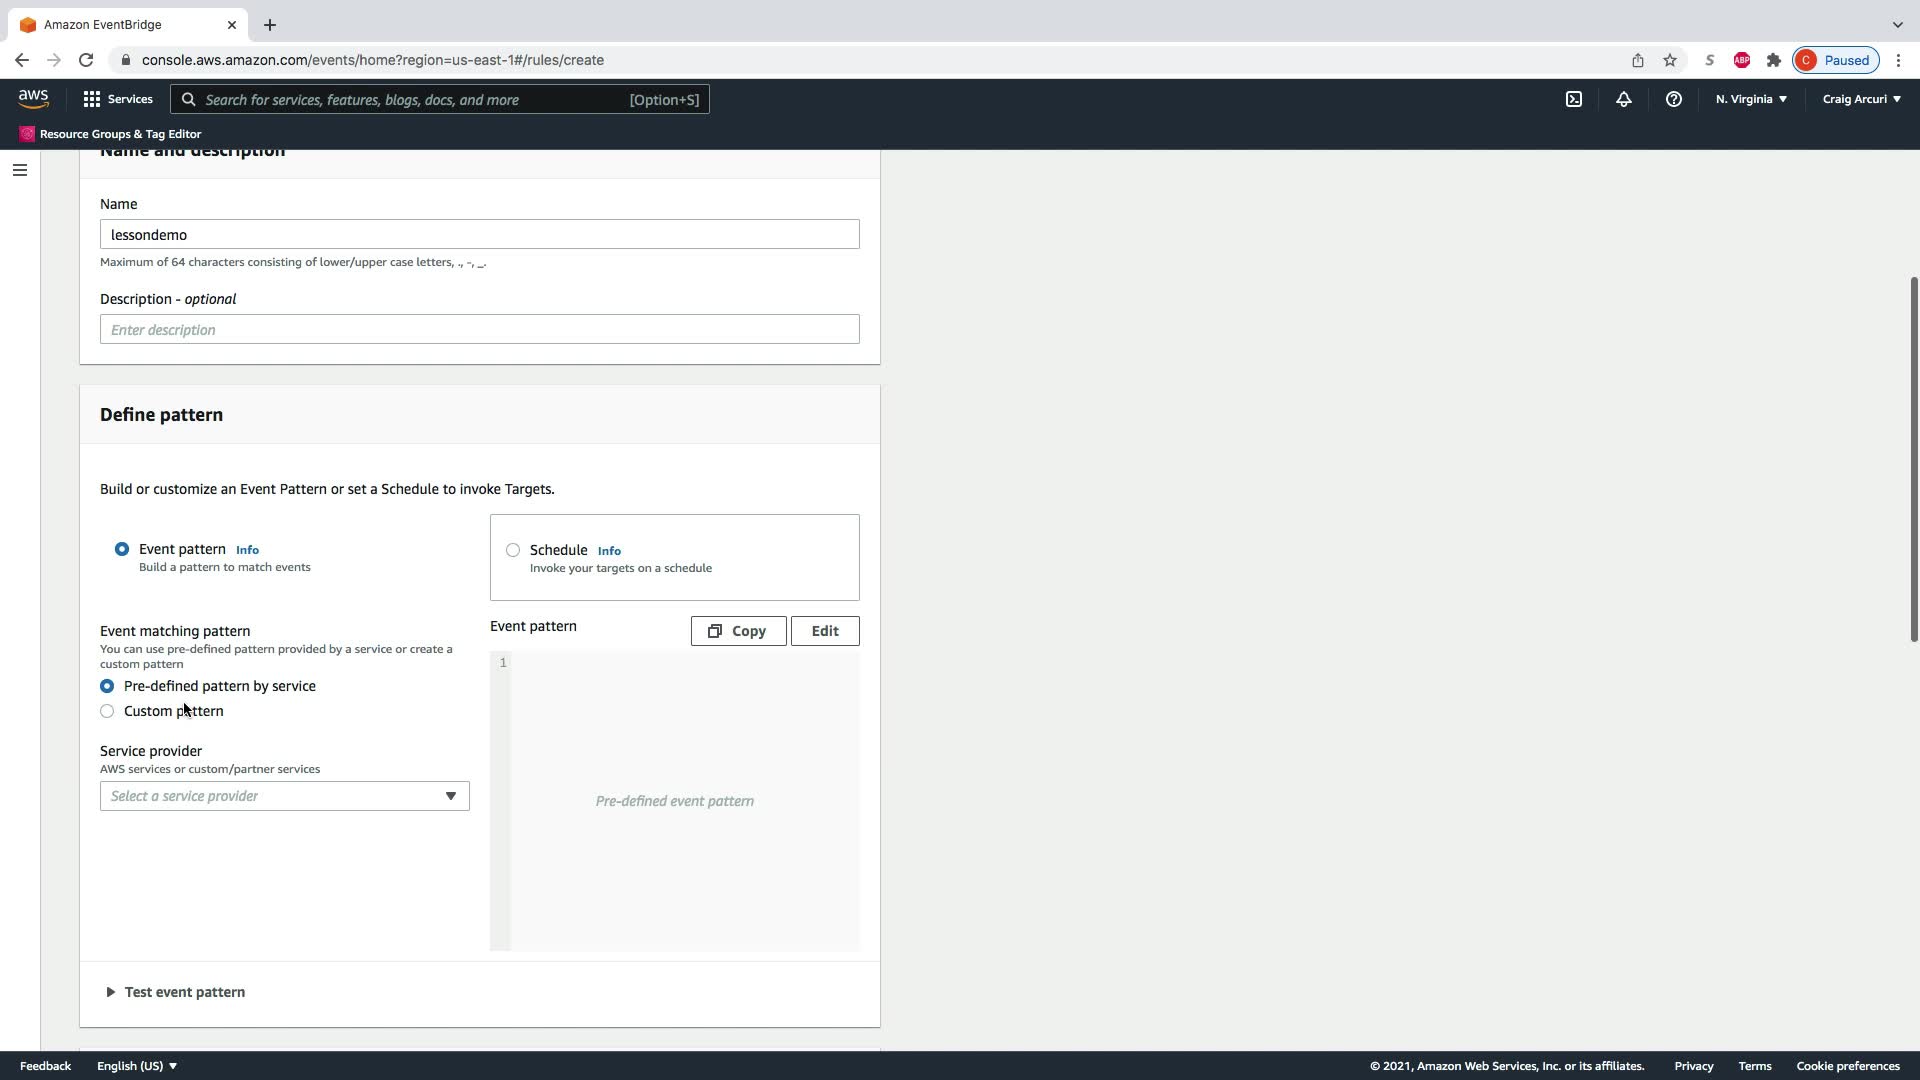 Amazon EventBridge
console.aws.amazon.com/events/home?region=us-east-1#/rules/create
S
ABP
C Paused
aws
Services
Search for services, features, blogs, docs, and more [Option+S]
N. Virginia
Craig Arcuri
Resource Groups & Tag Editor
Name and description
Name
lessondemo
Maximum of 64 characters consisting of lower/upper case letters, ., -, _.
Description - optional
Enter description
Define pattern
Build or customize an Event Pattern or set a Schedule to invoke Targets.
Event pattern Info
Build a pattern to match events
Schedule Info
Invoke your targets on a schedule
Event matching pattern
You can use pre-defined pattern provided by a service or create a
custom pattern
Pre-defined pattern by service
Custom pattern
Service provider
AWS services or custom/partner services
Select a service provider
Event pattern
Copy
Edit
1
Pre-defined event pattern
Test event pattern
Feedback
English (US)
© 2021, Amazon Web Services, Inc. or its affiliates.
Privacy
Terms
Cookie preferences